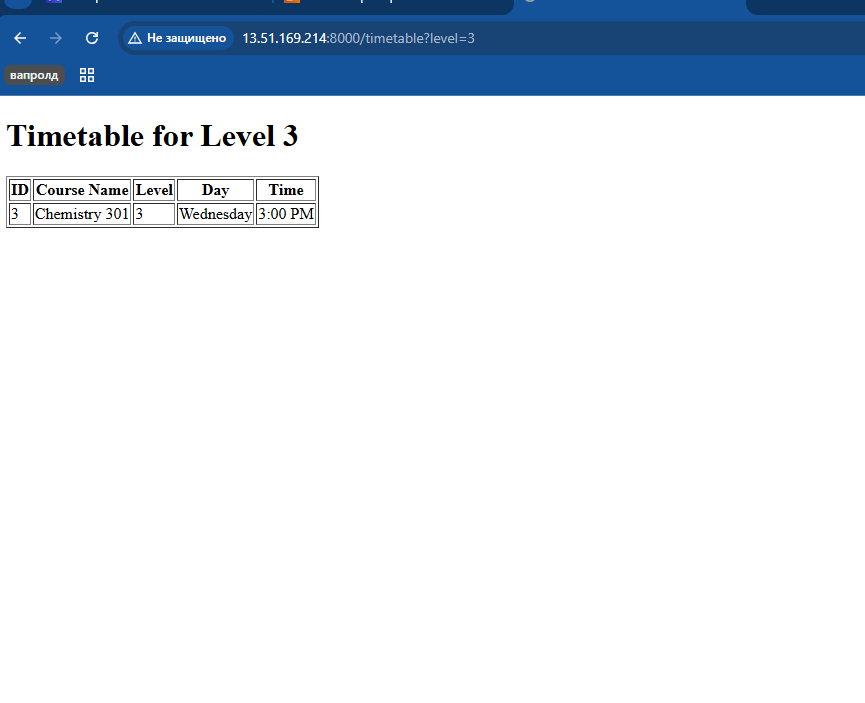 Не защищено 13.51.169.214:8000/timetable?level=3
вапролд
Timetable for Level 3
ID Course Name Level Day Time
3 Chemistry 301 3 Wednesday 3:00 PM